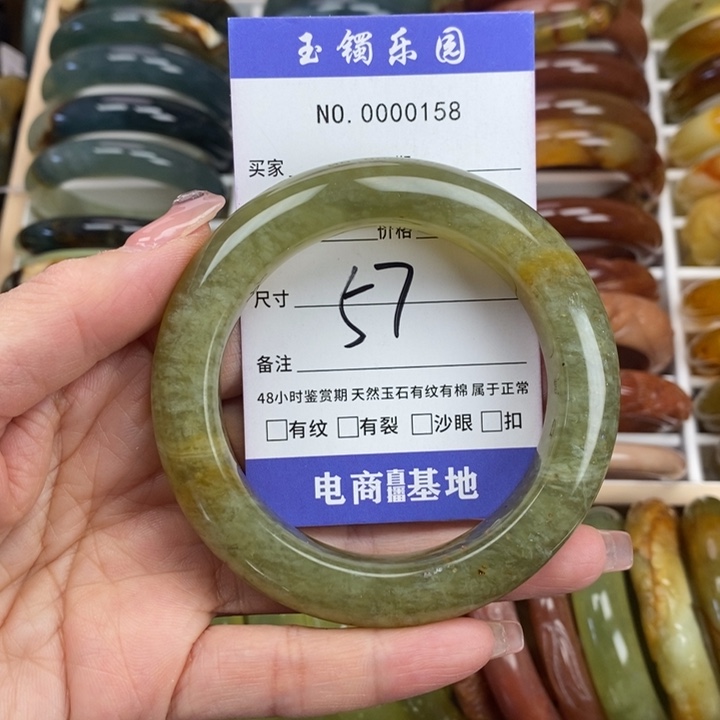 玉镯乐园
NO. 0000158
买家
价格
尺寸 57
备注
48小时鉴赏期 天然玉石有纹有棉 属于正常
□有纹 □有裂 □沙眼 □扣
电商直播基地